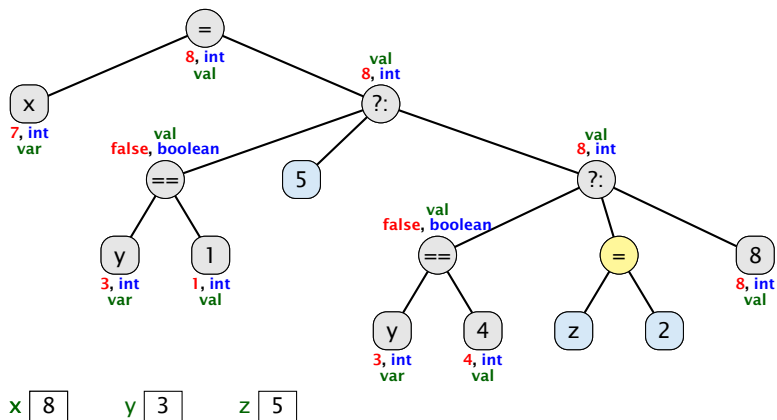 =
8, int
val
val
8, int
x
?:
7, int
var
val
false, boolean
val
8, int
==
5
?:
val
false, boolean
y
1
==
=
8
3, int
var
1, int
val
8, int
val
y
4
z
2
3, int
var
4, int
val
x 8 y 3 z 5